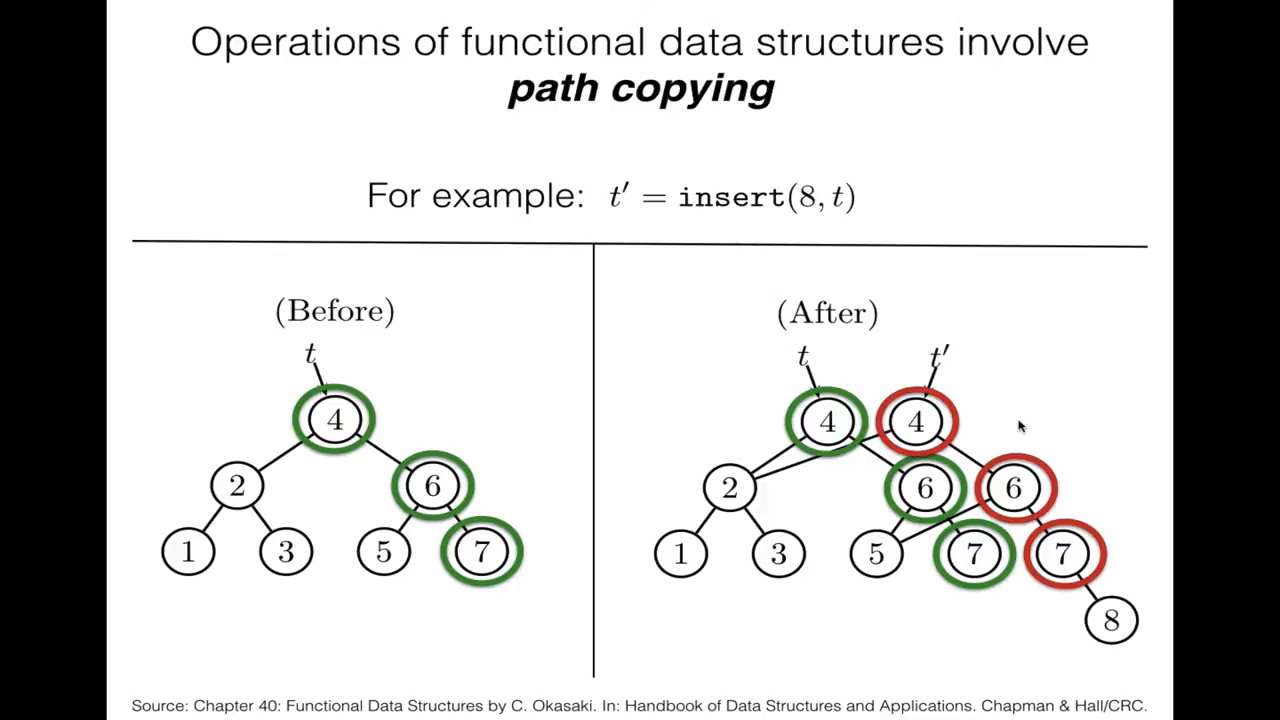 Operations of functional data structures involve
path copying
For example: t′ = insert(8, t)
(Before)
t
4
2
6
1
3
5
7
(After)
t
t′
4
4
2
6
6
1
3
5
7
7
8
Source: Chapter 40: Functional Data Structures by C. Okasaki. In: Handbook of Data Structures and Applications. Chapman & Hall/CRC.